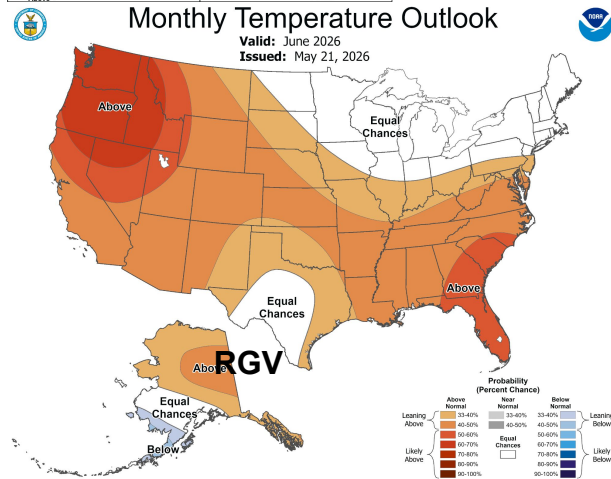 Monthly Temperature Outlook
Valid: June 2026
Issued: May 21, 2026
NOAA
Above
Equal
Chances
Above
Equal
Chances
Above
RGV
Equal
Chances
Below
Probability
(Percent Chance)
Above
Normal
Near
Normal
Below
Normal
Leaning
Above
33-40%
40-50%
33-40%
40-50%
33-40%
40-50%
Leaning
Below
Likely
Above
50-60%
60-70%
70-80%
80-90%
90-100%
Equal
Chances
50-60%
60-70%
70-80%
80-90%
90-100%
Likely
Below